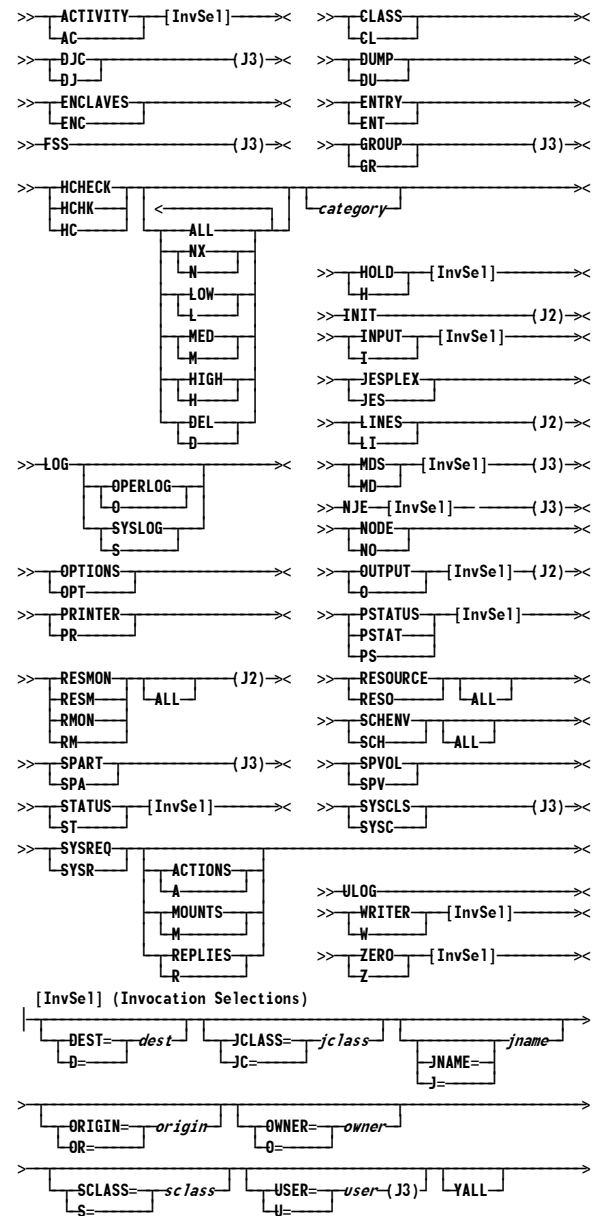 >>ACTIVITY[InvSel]>< >>CLASS><
AC CL
>>DJC(J3)>< >>DUMP><
DJ DU
>>ENCLAVES>< >>ENTRY><
ENC ENT
>>FSS(J3)>< >>GROUP(J3)><
GR
>>HCHECK><
HCHK < category
HC ALL
NX
N >>HOLD[InvSel]><
LOW H
L >>INIT(J2)><
MED >>INPUT[InvSel]><
M I
HIGH >>JESPLEX><
H JES
DEL >>LINES(J2)><
D LI
>>LOG>< >>MDS[InvSel](J3)><
OPERLOG MD
O >>NJE[InvSel](J3)><
SYSLOG >>NODE><
S NO
>>OPTIONS>< >>OUTPUT[InvSel](J2)><
OPT O
>>PRINTER>< >>PSTATUS[InvSel]><
PR PSTAT
PS
>>RESMON(J2)>< >>RESOURCE><
RESM ALL RESO ALL
RMON >>SCHENV><
RM SCH ALL
>>SPART(J3)>< >>SPVOL><
SPA SPV
>>STATUS[InvSel]>< >>SYSCLS(J3)><
ST SYSC
>>SYSREQ><
SYSR ACTIONS
A >>ULOG><
MOUNTS >>WRITER[InvSel]><
M W
REPLIES >>ZERO[InvSel]><
R Z
[InvSel] (Invocation Selections)
>
DEST= dest JCLASS= jclass jname
D= JC= JNAME=
J=
> >
ORIGIN= origin OWNER= owner
OR= O=
> >
SCLASS= sclass USER= user (J3) YALL
S= U=